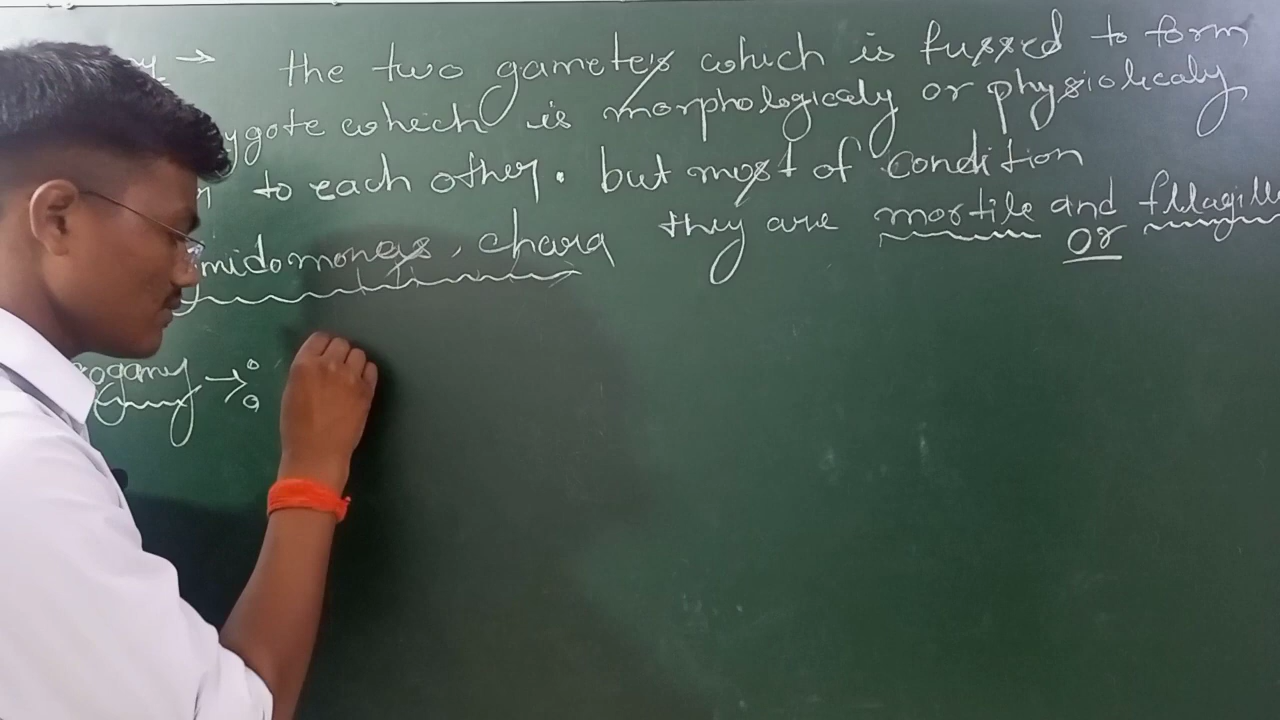 → the two gametes which is fussed to form
ygote which is morphologicaly or physiolicaly
to each other. but most of condition
midomonas, chara they are mortile and fllagill
or
ogamy →